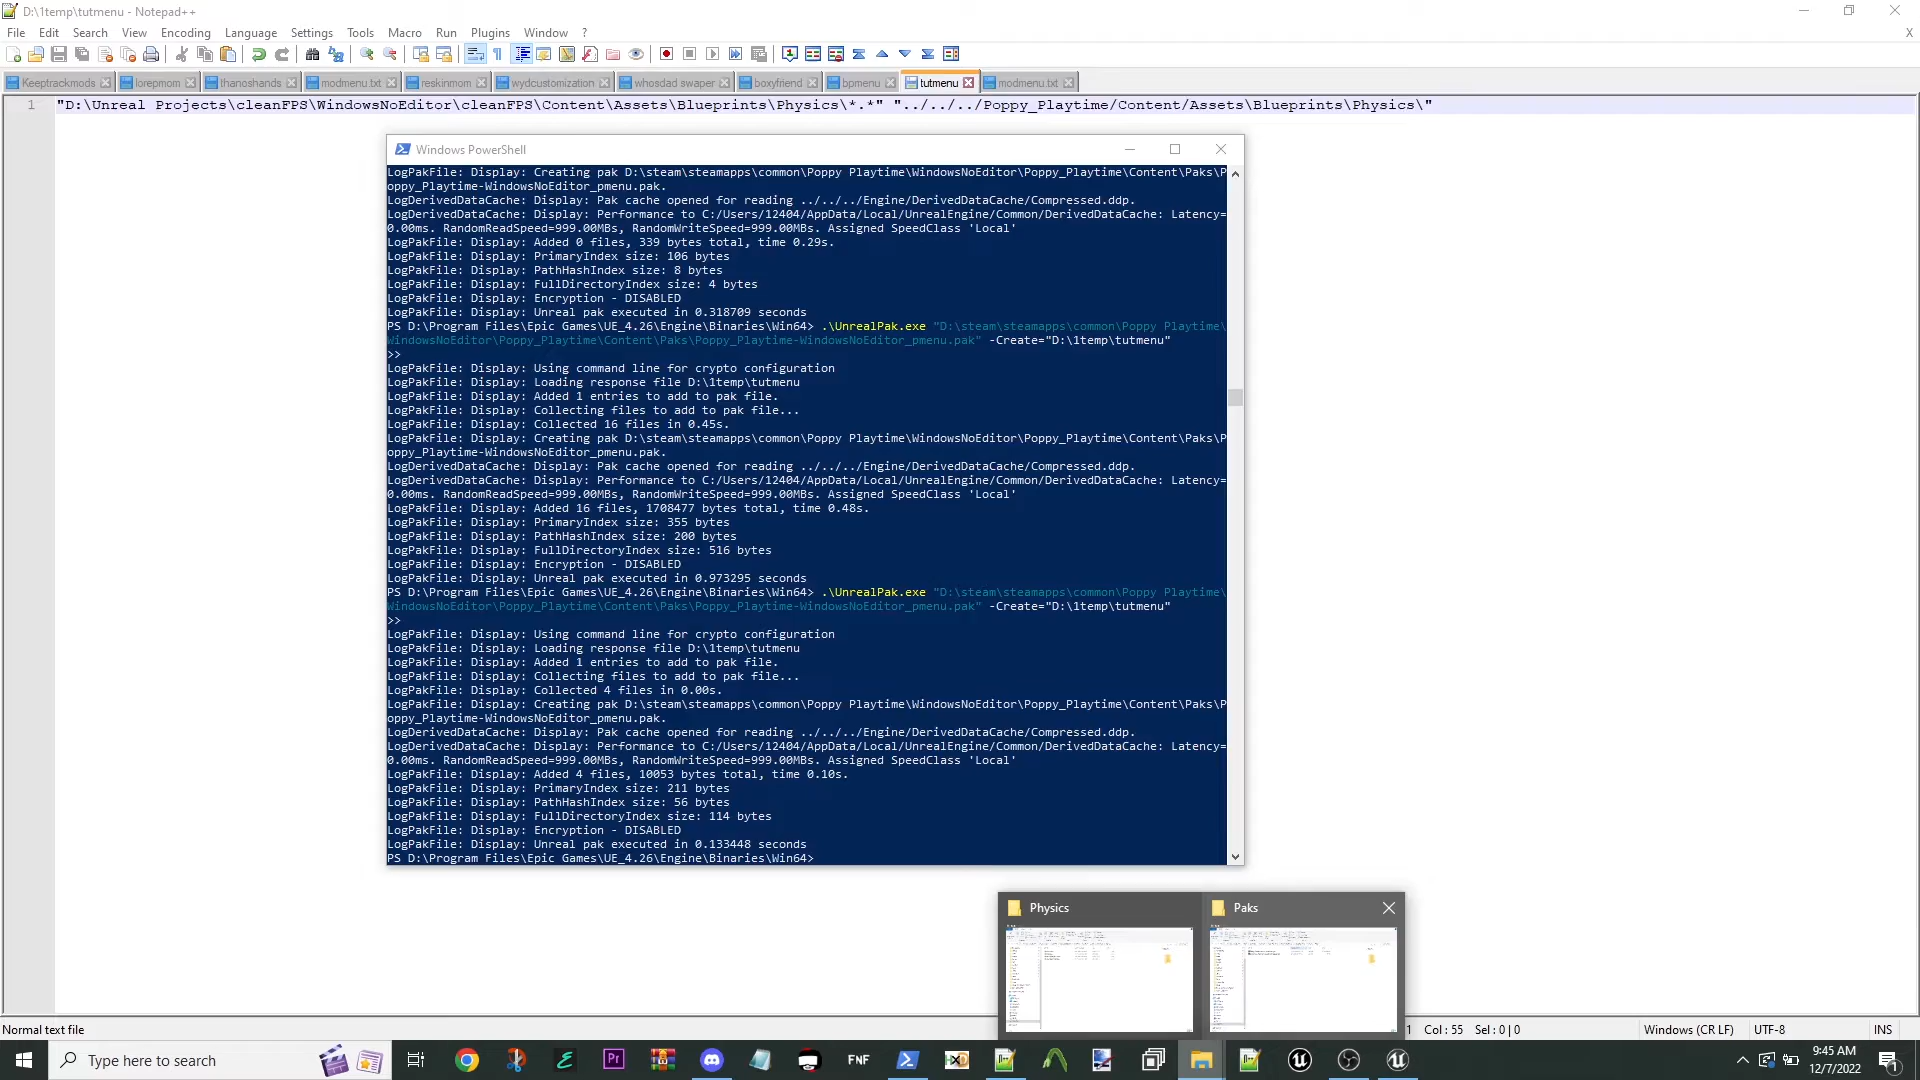 D:\1temp\tutmenu - Notepad++
File Edit Search View Encoding Language Settings Tools Macro Run Plugins Window ? X
Keeptrackmods lorepmom thanoshands modmenu.txt reskinmom wydcustomization whosdad swaper boxyfriend bpmenu tutmenu modmenu.txt
1 "D:\Unreal Projects\cleanFPS\WindowsNoEditor\cleanFPS\Content\Assets\Blueprints\Physics\*.*" "../../../Poppy_Playtime/Content/Assets\Blueprints\Physics\"
Windows PowerShell
LogPakFile: Display: Creating pak D:\steam\steamapps\common\Poppy Playtime\WindowsNoEditor\Poppy_Playtime\Content\Paks\P
oppy_Playtime-WindowsNoEditor_pmenu.pak.
LogDerivedDataCache: Display: Pak cache opened for reading ../../../Engine/DerivedDataCache/Compressed.ddp.
LogDerivedDataCache: Display: Performance to C:/Users/12404/AppData/Local/UnrealEngine/Common/DerivedDataCache: Latency=
0.00ms. RandomReadSpeed=999.00MBs, RandomWriteSpeed=999.00MBs. Assigned SpeedClass 'Local'
LogPakFile: Display: Added 0 files, 339 bytes total, time 0.29s.
LogPakFile: Display: PrimaryIndex size: 106 bytes
LogPakFile: Display: PathHashIndex size: 8 bytes
LogPakFile: Display: FullDirectoryIndex size: 4 bytes
LogPakFile: Display: Encryption - DISABLED
LogPakFile: Display: Unreal pak executed in 0.318709 seconds
PS D:\Program Files\Epic Games\UE_4.26\Engine\Binaries\Win64> .\UnrealPak.exe "D:\steam\steamapps\common\Poppy Playtime\
WindowsNoEditor\Poppy_Playtime\Content\Paks\Poppy_Playtime-WindowsNoEditor_pmenu.pak" -Create="D:\1temp\tutmenu"
>>
LogPakFile: Display: Using command line for crypto configuration
LogPakFile: Display: Loading response file D:\1temp\tutmenu
LogPakFile: Display: Added 1 entries to add to pak file.
LogPakFile: Display: Collecting files to add to pak file...
LogPakFile: Display: Collected 16 files in 0.45s.
LogPakFile: Display: Creating pak D:\steam\steamapps\common\Poppy Playtime\WindowsNoEditor\Poppy_Playtime\Content\Paks\P
oppy_Playtime-WindowsNoEditor_pmenu.pak.
LogDerivedDataCache: Display: Pak cache opened for reading ../../../Engine/DerivedDataCache/Compressed.ddp.
LogDerivedDataCache: Display: Performance to C:/Users/12404/AppData/Local/UnrealEngine/Common/DerivedDataCache: Latency=
0.00ms. RandomReadSpeed=999.00MBs, RandomWriteSpeed=999.00MBs. Assigned SpeedClass 'Local'
LogPakFile: Display: Added 16 files, 1708477 bytes total, time 0.48s.
LogPakFile: Display: PrimaryIndex size: 355 bytes
LogPakFile: Display: PathHashIndex size: 200 bytes
LogPakFile: Display: FullDirectoryIndex size: 516 bytes
LogPakFile: Display: Encryption - DISABLED
LogPakFile: Display: Unreal pak executed in 0.973295 seconds
PS D:\Program Files\Epic Games\UE_4.26\Engine\Binaries\Win64> .\UnrealPak.exe "D:\steam\steamapps\common\Poppy Playtime\
WindowsNoEditor\Poppy_Playtime\Content\Paks\Poppy_Playtime-WindowsNoEditor_pmenu.pak" -Create="D:\1temp\tutmenu"
>>
LogPakFile: Display: Using command line for crypto configuration
LogPakFile: Display: Loading response file D:\1temp\tutmenu
LogPakFile: Display: Added 1 entries to add to pak file.
LogPakFile: Display: Collecting files to add to pak file...
LogPakFile: Display: Collected 4 files in 0.00s.
LogPakFile: Display: Creating pak D:\steam\steamapps\common\Poppy Playtime\WindowsNoEditor\Poppy_Playtime\Content\Paks\P
oppy_Playtime-WindowsNoEditor_pmenu.pak.
LogDerivedDataCache: Display: Pak cache opened for reading ../../../Engine/DerivedDataCache/Compressed.ddp.
LogDerivedDataCache: Display: Performance to C:/Users/12404/AppData/Local/UnrealEngine/Common/DerivedDataCache: Latency=
0.00ms. RandomReadSpeed=999.00MBs, RandomWriteSpeed=999.00MBs. Assigned SpeedClass 'Local'
LogPakFile: Display: Added 4 files, 10053 bytes total, time 0.10s.
LogPakFile: Display: PrimaryIndex size: 211 bytes
LogPakFile: Display: PathHashIndex size: 56 bytes
LogPakFile: Display: FullDirectoryIndex size: 114 bytes
LogPakFile: Display: Encryption - DISABLED
LogPakFile: Display: Unreal pak executed in 0.133448 seconds
PS D:\Program Files\Epic Games\UE_4.26\Engine\Binaries\Win64>
Physics Paks
Normal text file 1 Col : 55 Sel : 0 | 0 Windows (CR LF) UTF-8 INS
Type here to search Pr FNF 9:45 AM
12/7/2022 1